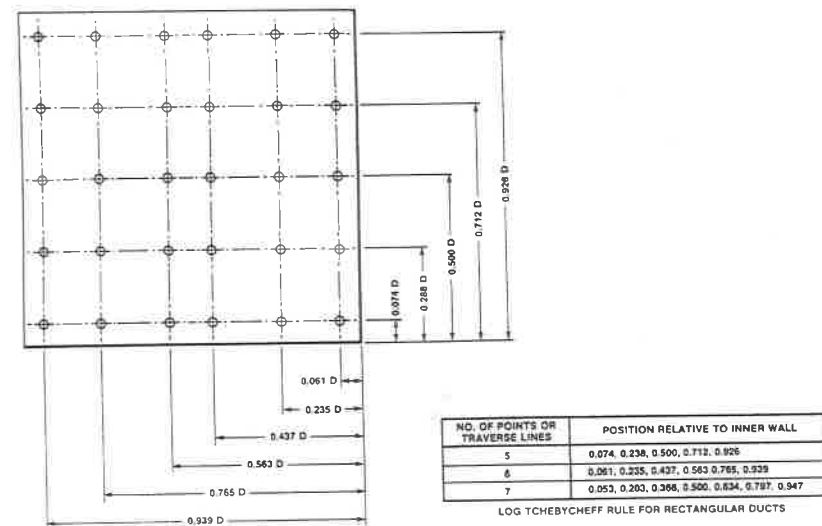 0.926 D
0.712 D
0.500 D
0.288 D
0.074 D
0.061 D
0.235 D
0.437 D
0.563 D
0.765 D
0.939 D
NO. OF POINTS OR TRAVERSE LINES POSITION RELATIVE TO INNER WALL
5 0.074, 0.238, 0.500, 0.712, 0.926
6 0.061, 0.235, 0.437, 0.563 0.765, 0.939
7 0.053, 0.203, 0.366, 0.500, 0.634, 0.797, 0.947
LOG TCHEBYCHEFF RULE FOR RECTANGULAR DUCTS